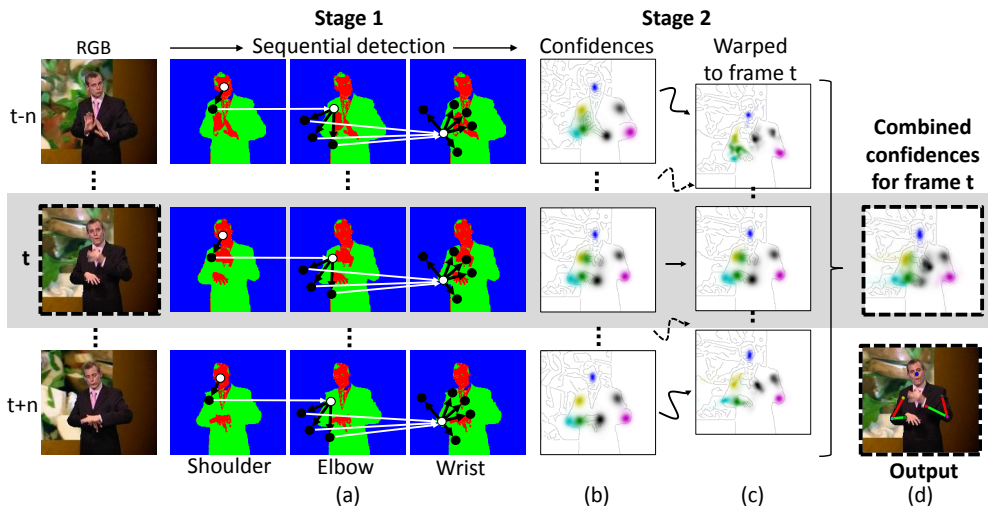 Stage 1
Stage 2
RGB
Sequential detection
Confidences
Warped
to frame t
t-n
t
t+n
Combined
confidences
for frame t
Shoulder
Elbow
Wrist
Output
(a)
(b)
(c)
(d)